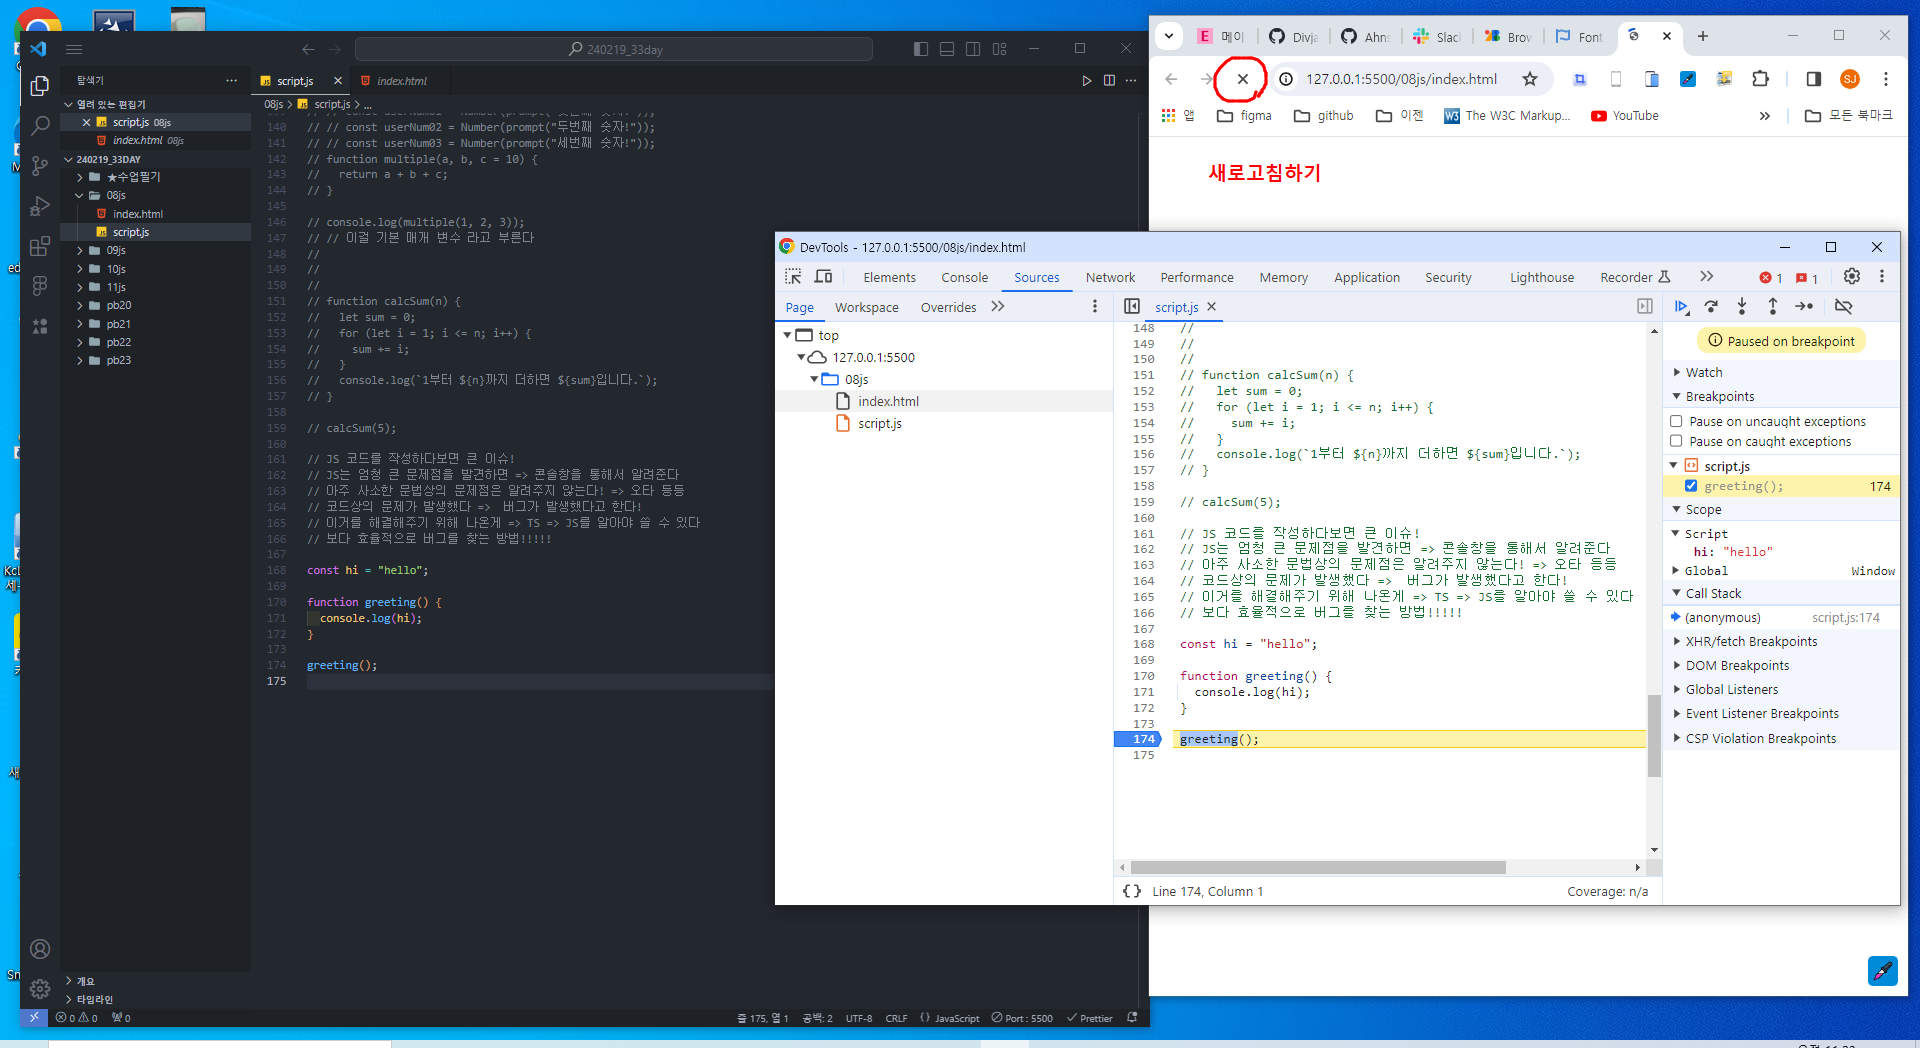 240219_33day
탐색기
열려 있는 편집기
script.js 08js
index.html 08js
240219_33DAY
★수업필기
08js
index.html
script.js
09js
10js
11js
pb20
pb21
pb22
pb23
개요
타임라인
script.js
index.html
08js > script.js > ...
140 // // const userNum02 = Number(prompt("두번째 숫자!"));
141 // // const userNum03 = Number(prompt("세번째 숫자!"));
142 // function multiple(a, b, c = 10) {
143 //   return a + b + c;
144 // }
145
146 // console.log(multiple(1, 2, 3));
147 // // 이걸 기본 매개 변수 라고 부른다
148 //
149 //
150 //
151 // function calcSum(n) {
152 //   let sum = 0;
153 //   for (let i = 1; i <= n; i++) {
154 //     sum += i;
155 //   }
156 //   console.log(`1부터 ${n}까지 더하면 ${sum}입니다.`);
157 // }
158
159 // calcSum(5);
160
161 // JS 코드를 작성하다보면 큰 이슈!
162 // JS는 엄청 큰 문제점을 발견하면 => 콘솔창을 통해서 알려준다
163 // 아주 사소한 문법상의 문제점은 알려주지 않는다! => 오타 등등
164 // 코드상의 문제가 발생했다 =>  버그가 발생했다고 한다!
165 // 이거를 해결해주기 위해 나온게 => TS => JS를 알아야 쓸 수 있다
166 // 보다 효율적으로 버그를 찾는 방법!!!!!
167
168 const hi = "hello";
169
170 function greeting() {
171   console.log(hi);
172 }
173
174 greeting();
175
0 0 0
줄 175, 열 1 공백: 2 UTF-8 CRLF {} JavaScript Port : 5500 Prettier
E 메이 Divja Ahn Slac Brow Font
127.0.0.1:5500/08js/index.html SJ
앱 figma github 이젠 The W3C Markup... YouTube » 모든 북마크
새로고침하기
DevTools - 127.0.0.1:5500/08js/index.html
Elements Console Sources Network Performance Memory Application Security Lighthouse Recorder 1 1
Page Workspace Overrides
script.js
top
127.0.0.1:5500
08js
index.html
script.js
148 //
149 //
150 //
151 // function calcSum(n) {
152 //   let sum = 0;
153 //   for (let i = 1; i <= n; i++) {
154 //     sum += i;
155 //   }
156 //   console.log(`1부터 ${n}까지 더하면 ${sum}입니다.`);
157 // }
158
159 // calcSum(5);
160
161 // JS 코드를 작성하다보면 큰 이슈!
162 // JS는 엄청 큰 문제점을 발견하면 => 콘솔창을 통해서 알려준다
163 // 아주 사소한 문법상의 문제점은 알려주지 않는다! => 오타 등등
164 // 코드상의 문제가 발생했다 =>  버그가 발생했다고 한다!
165 // 이거를 해결해주기 위해 나온게 => TS => JS를 알아야 쓸 수 있다
166 // 보다 효율적으로 버그를 찾는 방법!!!!!
167
168 const hi = "hello";
169
170 function greeting() {
171   console.log(hi);
172 }
173
174 greeting();
175
{} Line 174, Column 1 Coverage: n/a
Paused on breakpoint
Watch
Breakpoints
Pause on uncaught exceptions
Pause on caught exceptions
script.js
greeting(); 174
Scope
Script
hi: "hello"
Global Window
Call Stack
(anonymous) script.js:174
XHR/fetch Breakpoints
DOM Breakpoints
Global Listeners
Event Listener Breakpoints
CSP Violation Breakpoints